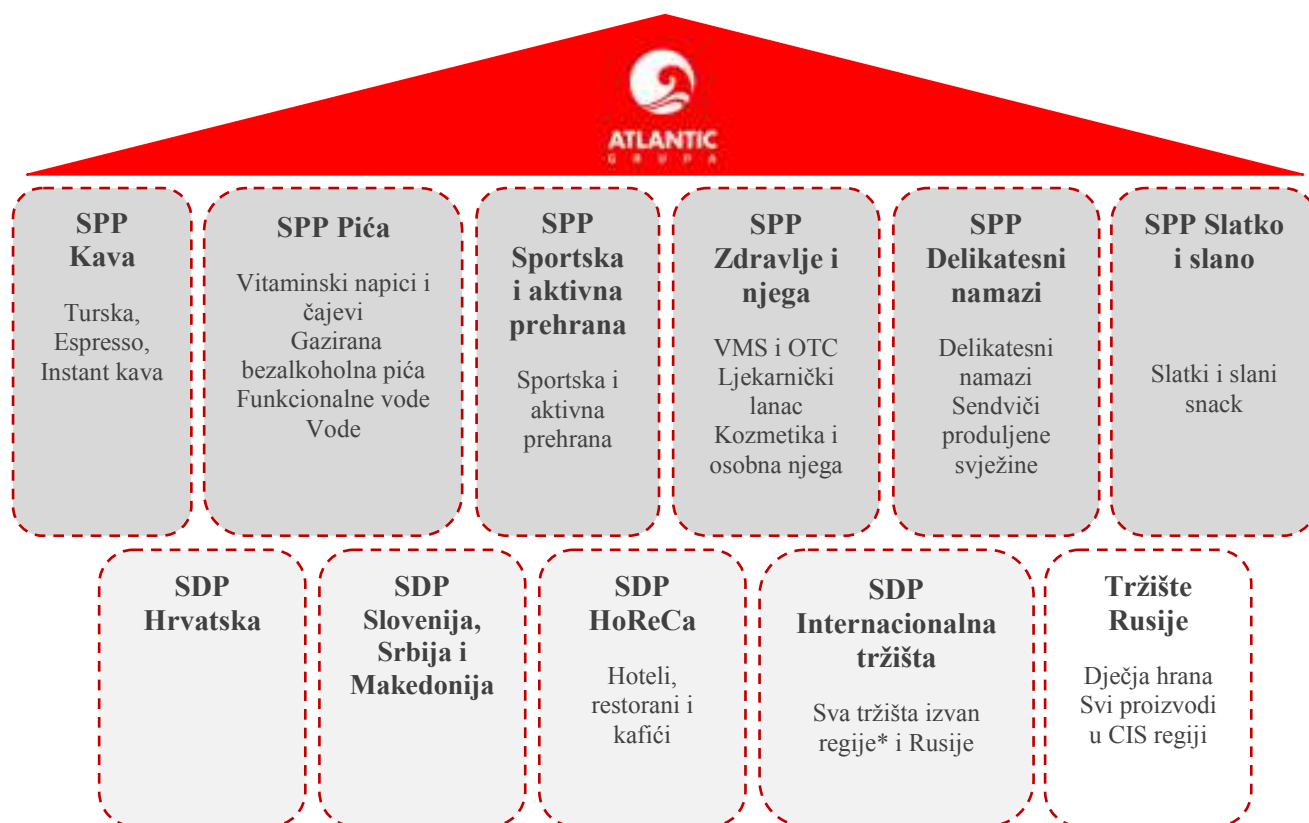 ATLANTIC
GRUPA
SPP
Kava
Turska,
Espresso,
Instant kava
SPP Pića
Vitaminski napici i
čajevi
Gazirana
bezalkoholna pića
Funkcionalne vode
Vode
SPP
Sportska
i aktivna
prehrana
Sportska i
aktivna
prehrana
SPP
Zdravlje i
njega
VMS i OTC
Ljekarnički
lanac
Kozmetika i
osobna njega
SPP
Delikatesni
namazi
Delikatesni
namazi
Sendviči
produljene
svježine
SPP Slatko
i slano
Slatki i slani
snack
SDP
Hrvatska
SDP
Slovenija,
Srbija i
Makedonija
SDP
HoReCa
Hoteli,
restorani i
kafići
SDP
Internacionalna
tržišta
Sva tržišta izvan
regije* i Rusije
Tržište
Rusije
Dječja hrana
Svi proizvodi
u CIS regiji